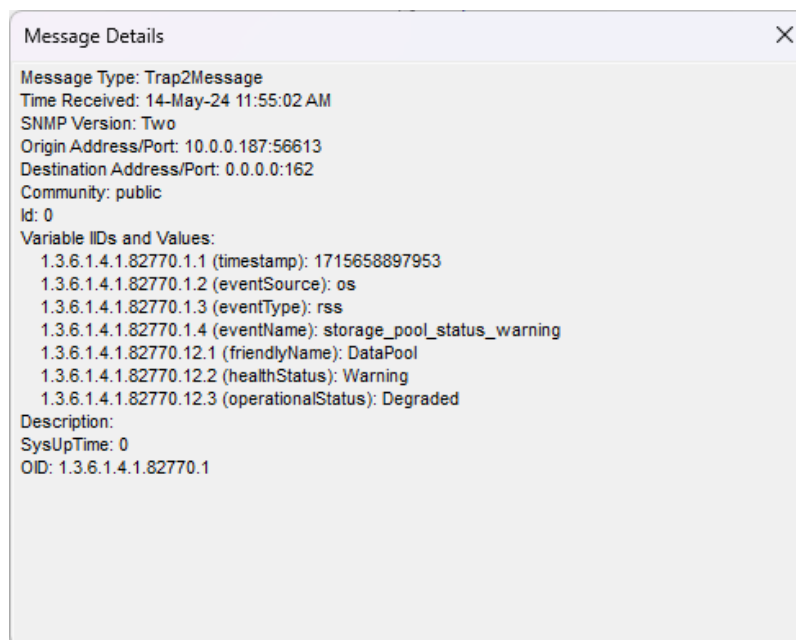 Message Details
Message Type: Trap2Message
Time Received: 14-May-24 11:55:02 AM
SNMP Version: Two
Origin Address/Port: 10.0.0.187:56613
Destination Address/Port: 0.0.0.0:162
Community: public
Id: 0
Variable IIDs and Values:
1.3.6.1.4.1.82770.1.1 (timestamp): 1715658897953
1.3.6.1.4.1.82770.1.2 (eventSource): os
1.3.6.1.4.1.82770.1.3 (eventType): rss
1.3.6.1.4.1.82770.1.4 (eventName): storage_pool_status_warning
1.3.6.1.4.1.82770.12.1 (friendlyName): DataPool
1.3.6.1.4.1.82770.12.2 (healthStatus): Warning
1.3.6.1.4.1.82770.12.3 (operationalStatus): Degraded
Description:
SysUpTime: 0
OID: 1.3.6.1.4.1.82770.1